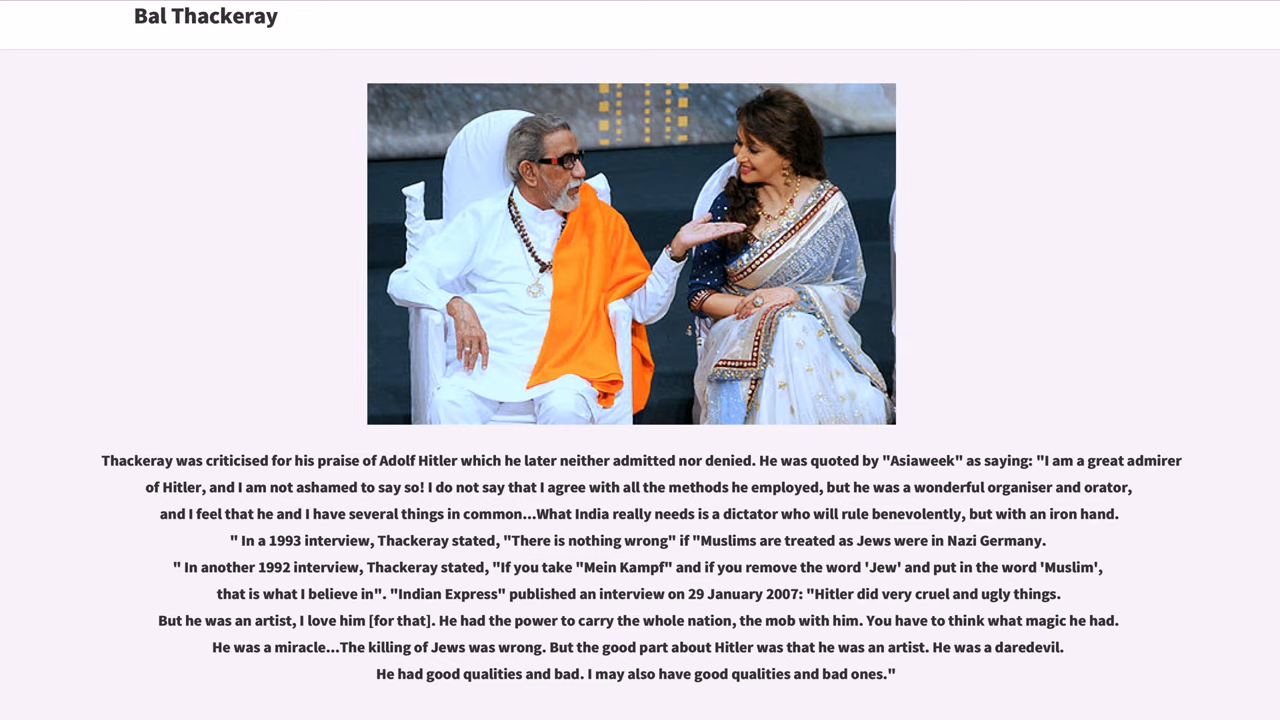 Bal Thackeray
Thackeray was criticised for his praise of Adolf Hitler which he later neither admitted nor denied. He was quoted by "Asiaweek" as saying: "I am a great admirer
of Hitler, and I am not ashamed to say so! I do not say that I agree with all the methods he employed, but he was a wonderful organiser and orator,
and I feel that he and I have several things in common...What India really needs is a dictator who will rule benevolently, but with an iron hand.
" In a 1993 interview, Thackeray stated, "There is nothing wrong" if "Muslims are treated as Jews were in Nazi Germany.
" In another 1992 interview, Thackeray stated, "If you take "Mein Kampf" and if you remove the word 'Jew' and put in the word 'Muslim',
that is what I believe in". "Indian Express" published an interview on 29 January 2007: "Hitler did very cruel and ugly things.
But he was an artist, I love him [for that]. He had the power to carry the whole nation, the mob with him. You have to think what magic he had.
He was a miracle...The killing of Jews was wrong. But the good part about Hitler was that he was an artist. He was a daredevil.
He had good qualities and bad. I may also have good qualities and bad ones."